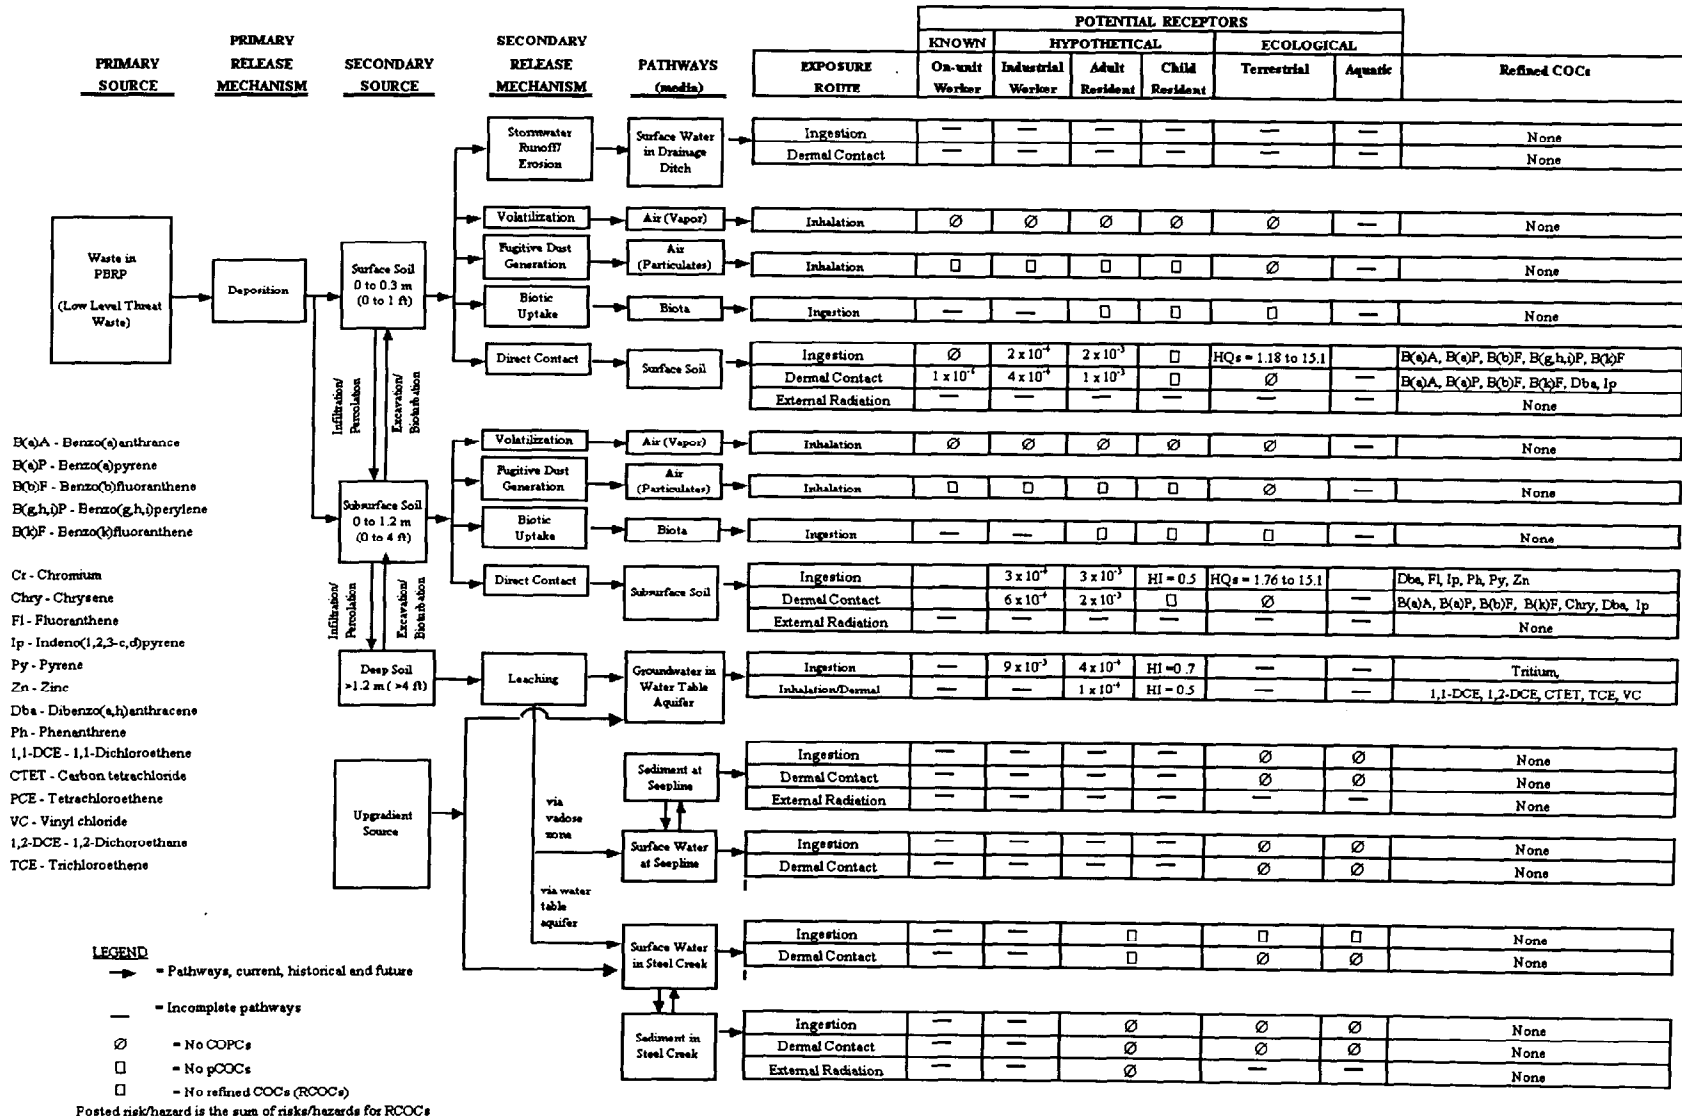 POTENTIAL RECEPTORS
KNOWN HYPOTHETICAL ECOLOGICAL
PRIMARY SOURCE
PRIMARY RELEASE MECHANISM
SECONDARY SOURCE
SECONDARY RELEASE MECHANISM
PATHWAYS (media)
EXPOSURE ROUTE
On-unit Worker
Industrial Worker
Adult Resident
Child Resident
Terrestrial
Aquatic
Refined COCs
Stormwater Runoff/ Erosion
Surface Water in Drainage Ditch
Ingestion — — — — — — None
Dermal Contact — — — — — — None
Volatilization
Air (Vapor)
Inhalation Ø Ø Ø Ø Ø — None
Waste in PBRP
(Low Level Threat Waste)
Deposition
Surface Soil
0 to 0.3 m
(0 to 1 ft)
Fugitive Dust Generation
Air (Particulates)
Inhalation □ □ □ □ Ø — None
Biotic Uptake
Biota
Ingestion — — □ □ □ — None
Direct Contact
Surface Soil
Ingestion Ø 2 x 10⁻⁴ 2 x 10⁻³ □ HQs = 1.18 to 15.1 B(a)A, B(a)P, B(b)F, B(g,h,i)P, B(k)F
Dermal Contact 4 x 10⁻⁴ 1 x 10⁻³ □ Ø — B(a)A, B(a)P, B(b)F, B(k)F, Dba, Ip
External Radiation — — — — — — None
Infiltration/ Percolation
Excavation/ Bioturbation
Volatilization
Air (Vapor)
Inhalation Ø Ø Ø Ø Ø — None
Subsurface Soil
0 to 1.2 m
(0 to 4 ft)
Fugitive Dust Generation
Air (Particulates)
Inhalation □ □ □ □ Ø — None
Biotic Uptake
Biota
Ingestion — — □ □ □ — None
Direct Contact
Subsurface Soil
Ingestion 3 x 10⁻⁴ 3 x 10⁻³ HI = 0.5 HQs = 1.76 to 15.1 Dba, Fl, Ip, Ph, Py, Zn
Dermal Contact 6 x 10⁻⁴ 2 x 10⁻³ □ Ø — B(a)A, B(a)P, B(b)F, B(k)F, Chry, Dba, Ip
External Radiation — — — — — — None
Infiltration/ Percolation
Excavation/ Bioturbation
Deep Soil
>1.2 m ( >4 ft)
Leaching
Groundwater in Water Table Aquifer
Ingestion — 9 x 10⁻³ 4 x 10⁻⁴ HI =0.7 — — Tritium,
Inhalation/Dermal — — 1 x 10⁻⁴ HI = 0.5 — — 1,1-DCE, 1,2-DCE, CTET, TCE, VC
Upgradient Source
via vadose zone
Sediment at Seepline
Ingestion — — — — Ø Ø None
Dermal Contact — — — — Ø Ø None
External Radiation — — — — — — None
Surface Water at Seepline
Ingestion — — — — Ø Ø None
Dermal Contact — — — — Ø Ø None
via water table aquifer
Surface Water in Steel Creek
Ingestion — — □ □ □ None
Dermal Contact — — □ Ø Ø None
Sediment in Steel Creek
Ingestion — — Ø Ø Ø None
Dermal Contact — — Ø Ø Ø None
External Radiation — — Ø — — None
B(a)A - Benzo(a)anthrance
B(a)P - Benzo(a)pyrene
B(b)F - Benzo(b)fluoranthene
B(g,h,i)P - Benzo(g,h,i)perylene
B(k)F - Benzo(k)fluoranthene
Cr - Chromium
Chry - Chrysene
Fl - Fluoranthene
Ip - Indeno(1,2,3-c,d)pyrene
Py - Pyrene
Zn - Zinc
Dba - Dibenzo(a,h)anthracene
Ph - Phenanthrene
1,1-DCE - 1,1-Dichloroethene
CTET - Carbon tetrachloride
PCE - Tetrachloroethene
VC - Vinyl chloride
1,2-DCE - 1,2-Dichoroethane
TCE - Trichloroethene
LEGEND
= Pathways, current, historical and future
— = Incomplete pathways
Ø = No COPCs
□ = No pCOCs
□ = No refined COCs (RCOCs)
Posted risk/hazard is the sum of risks/hazards for RCOCs